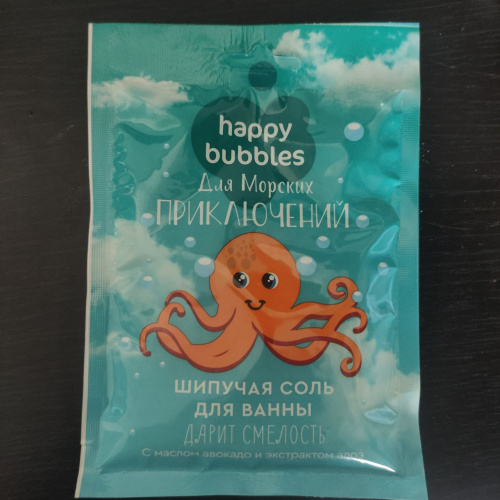 happy
bubbles
Для Морских
ПРИКЛЮЧЕНИЙ
ШИПУЧАЯ СОЛЬ
ДЛЯ ВАННЫ
ДАРИТ СМЕЛОСТЬ
С маслом авокадо и экстрактом алоэ